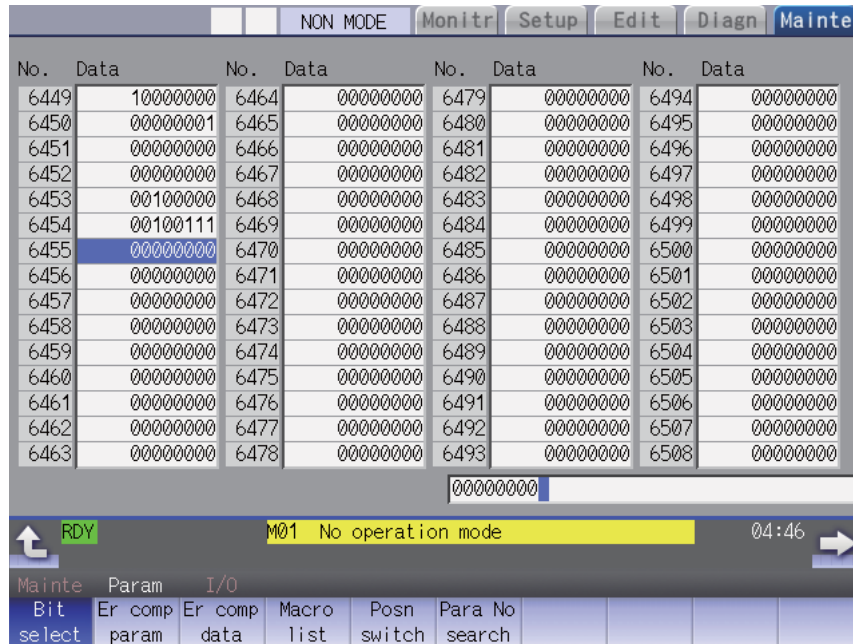 NON MODE Monitr Setup Edit Diagn Mainte
No. Data No. Data No. Data No. Data
6449 10000000 6464 00000000 6479 00000000 6494 00000000
6450 00000001 6465 00000000 6480 00000000 6495 00000000
6451 00000000 6466 00000000 6481 00000000 6496 00000000
6452 00000000 6467 00000000 6482 00000000 6497 00000000
6453 00100000 6468 00000000 6483 00000000 6498 00000000
6454 00100111 6469 00000000 6484 00000000 6499 00000000
6455 00000000 6470 00000000 6485 00000000 6500 00000000
6456 00000000 6471 00000000 6486 00000000 6501 00000000
6457 00000000 6472 00000000 6487 00000000 6502 00000000
6458 00000000 6473 00000000 6488 00000000 6503 00000000
6459 00000000 6474 00000000 6489 00000000 6504 00000000
6460 00000000 6475 00000000 6490 00000000 6505 00000000
6461 00000000 6476 00000000 6491 00000000 6506 00000000
6462 00000000 6477 00000000 6492 00000000 6507 00000000
6463 00000000 6478 00000000 6493 00000000 6508 00000000
00000000
RDY M01 No operation mode 04:46
Mainte Param I/O
Bit Er comp Er comp Macro Posn Para No
select param data list switch search